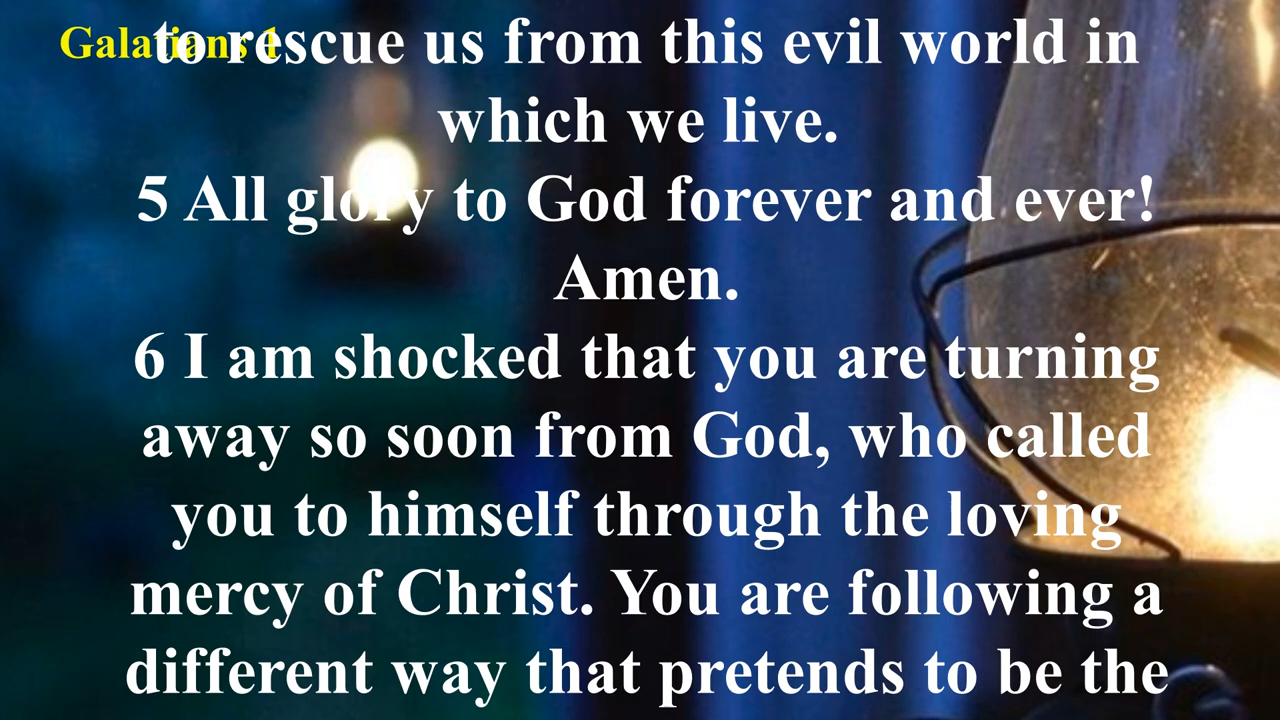 Galatians 1
to rescue us from this evil world in
which we live.
5 All glory to God forever and ever!
Amen.
6 I am shocked that you are turning
away so soon from God, who called
you to himself through the loving
mercy of Christ. You are following a
different way that pretends to be the